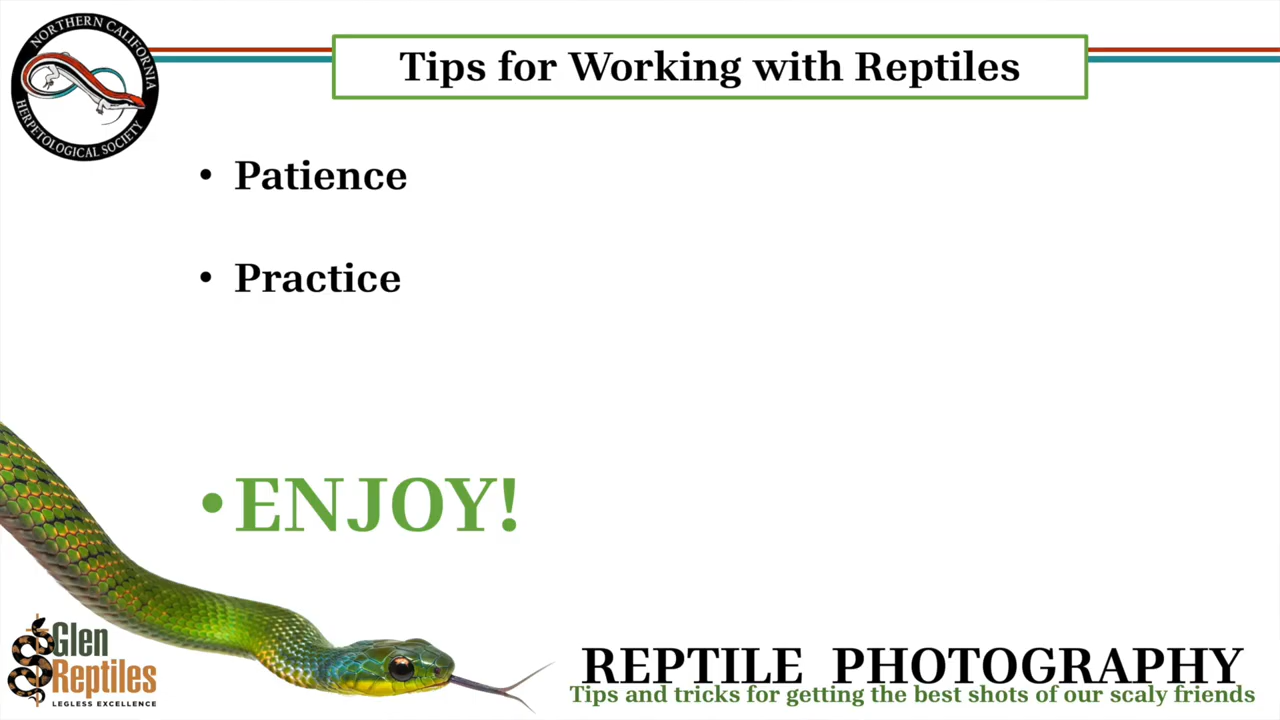 NORTHERN CALIFORNIA
HERPETOLOGICAL SOCIETY
Tips for Working with Reptiles
• Patience
• Practice
• ENJOY!
Glen
Reptiles
LEGLESS EXCELLENCE
REPTILE PHOTOGRAPHY
Tips and tricks for getting the best shots of our scaly friends